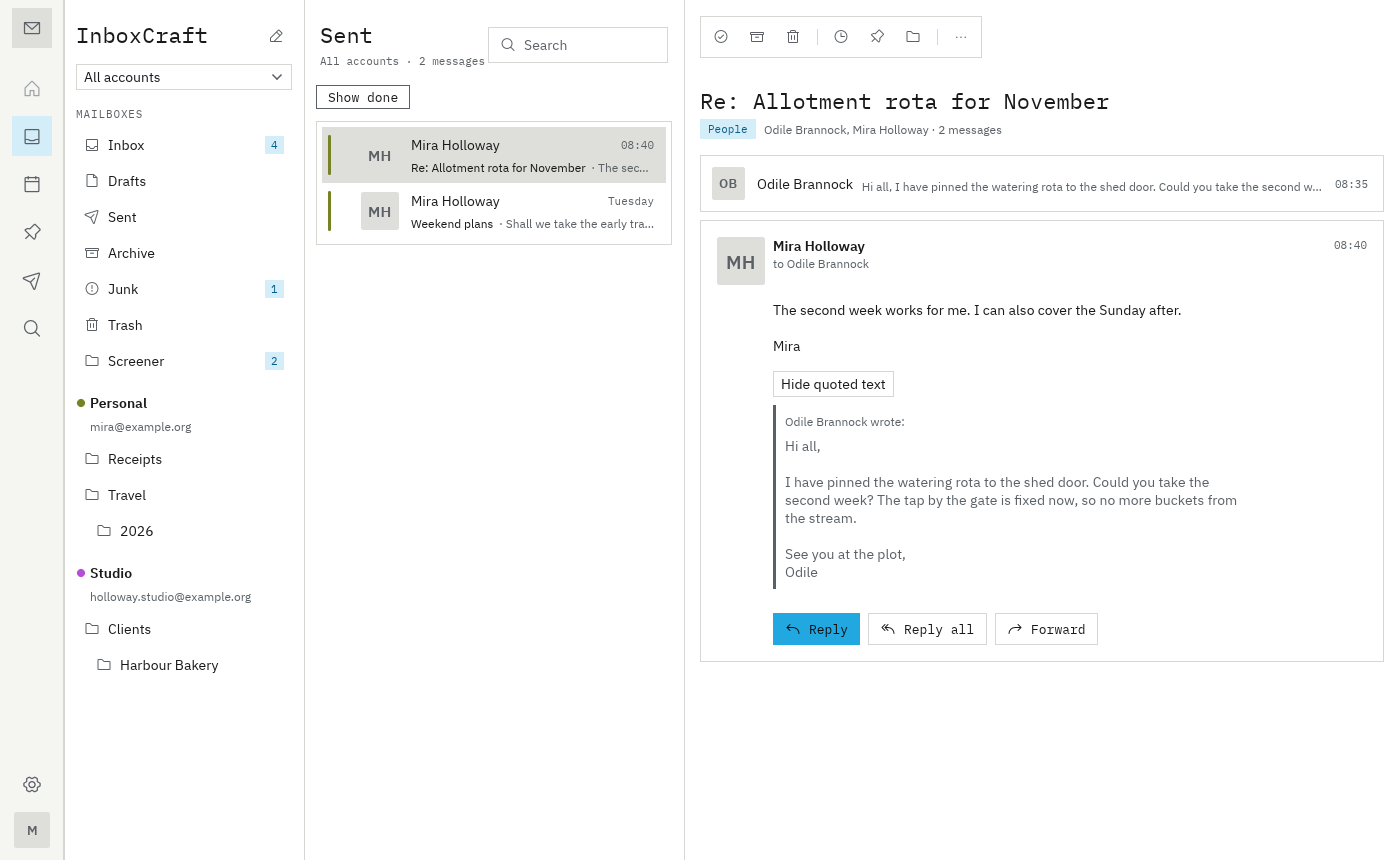 InboxCraft
All accounts
MAILBOXES
Inbox 4
Drafts
Sent
Archive
Junk 1
Trash
Screener 2
Personal
mira@example.org
Receipts
Travel
2026
Studio
holloway.studio@example.org
Clients
Harbour Bakery
M
Sent
All accounts · 2 messages
Search
Show done
MH
Mira Holloway 08:40
Re: Allotment rota for November · The sec…
MH
Mira Holloway Tuesday
Weekend plans · Shall we take the early tra…
Re: Allotment rota for November
People Odile Brannock, Mira Holloway · 2 messages
OB Odile Brannock Hi all, I have pinned the watering rota to the shed door. Could you take the second w… 08:35
MH
Mira Holloway 08:40
to Odile Brannock
The second week works for me. I can also cover the Sunday after.
Mira
Hide quoted text
Odile Brannock wrote:
Hi all,
I have pinned the watering rota to the shed door. Could you take the
second week? The tap by the gate is fixed now, so no more buckets from
the stream.
See you at the plot,
Odile
Reply Reply all Forward